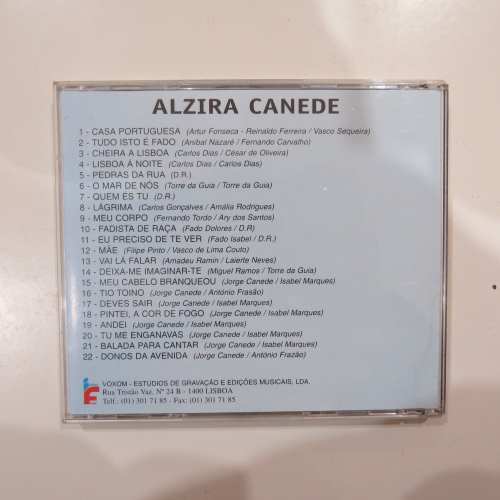 ALZIRA CANEDE
1 - CASA PORTUGUESA (Artur Fonseca - Reinaldo Ferreira / Vasco Sequeira)
2 - TUDO ISTO É FADO (Anibal Nazaré / Fernando Carvalho)
3 - CHEIRA A LISBOA (Carlos Dias / César de Oliveira)
4 - LISBOA À NOITE (Carlos Dias / Carlos Dias)
5 - PEDRAS DA RUA (D.R.)
6 - O MAR DE NÓS (Torre da Guia / Torre da Guia)
7 - QUEM ÉS TU (D.R.)
8 - LÁGRIMA (Carlos Gonçalves / Amália Rodrigues)
9 - MEU CORPO (Fernando Tordo / Ary dos Santos)
10 - FADISTA DE RAÇA (Fado Dolores / D.R)
11 - EU PRECISO DE TE VER (Fado Isabel / D.R.)
12 - MÃE (Filipe Pinto / Vasco de Lima Couto)
13 - VAI LÁ FALAR (Amadeu Ramin / Laierte Neves)
14 - DEIXA-ME IMAGINAR-TE (Miguel Ramos / Torre da Guia)
15 - MEU CABELO BRANQUEOU (Jorge Canede / Isabel Marques)
16 - TIO TOINO (Jorge Canede / António Frasão)
17 - DEVES SAIR (Jorge Canede / Isabel Marques)
18 - PINTEI, A COR DE FOGO (Jorge Canede / Isabel Marques)
19 - ANDEI (Jorge Canede / Isabel Marques)
20 - TU ME ENGANAVAS (Jorge Canede / Isabel Marques)
21 - BALADA PARA CANTAR (Jorge Canede / Isabel Marques)
22 - DONOS DA AVENIDA (Jorge Canede / António Frazão)
VOXOM - ESTÚDIOS DE GRAVAÇÃO E EDIÇÕES MUSICAIS, LDA.
Rua Tristão Vaz, Nº 24 B - 1400 LISBOA
Telf.: (01) 301 71 85 - Fax: (01) 301 71 85